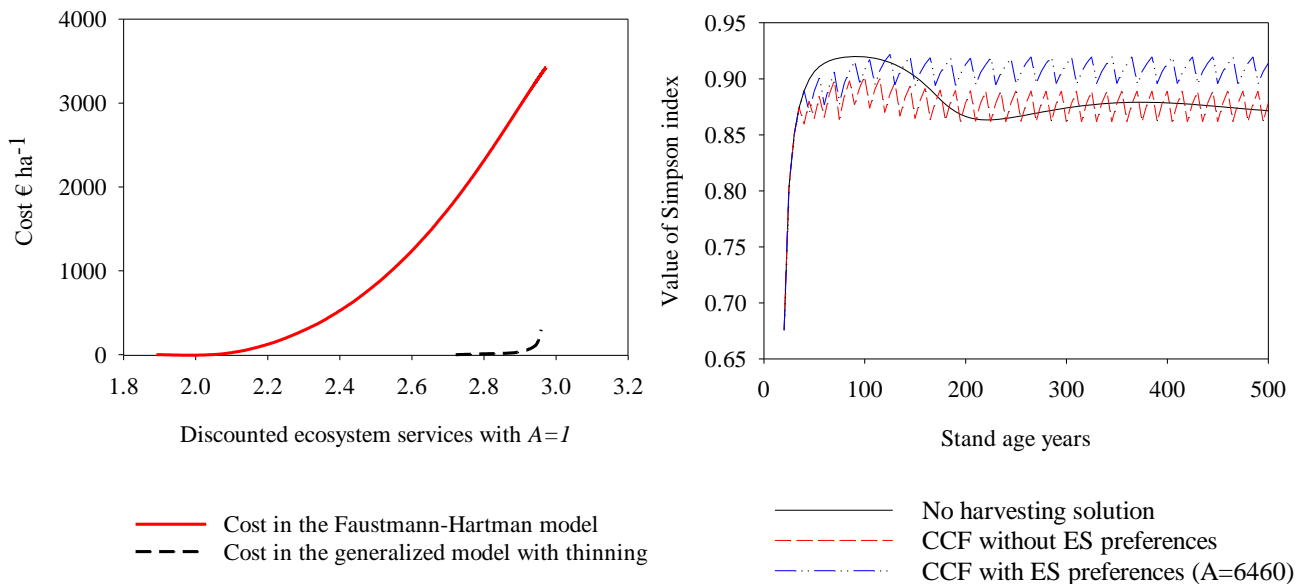 Cost € ha-1
4000
3000
2000
1000
0
1.8 2.0 2.2 2.4 2.6 2.8 3.0 3.2
Discounted ecosystem services with A=1
Cost in the Faustmann-Hartman model
Cost in the generalized model with thinning
Value of Simpson index
0.95
0.90
0.85
0.80
0.75
0.70
0.65
0 100 200 300 400 500
Stand age years
No harvesting solution
CCF without ES preferences
CCF with ES preferences (A=6460)